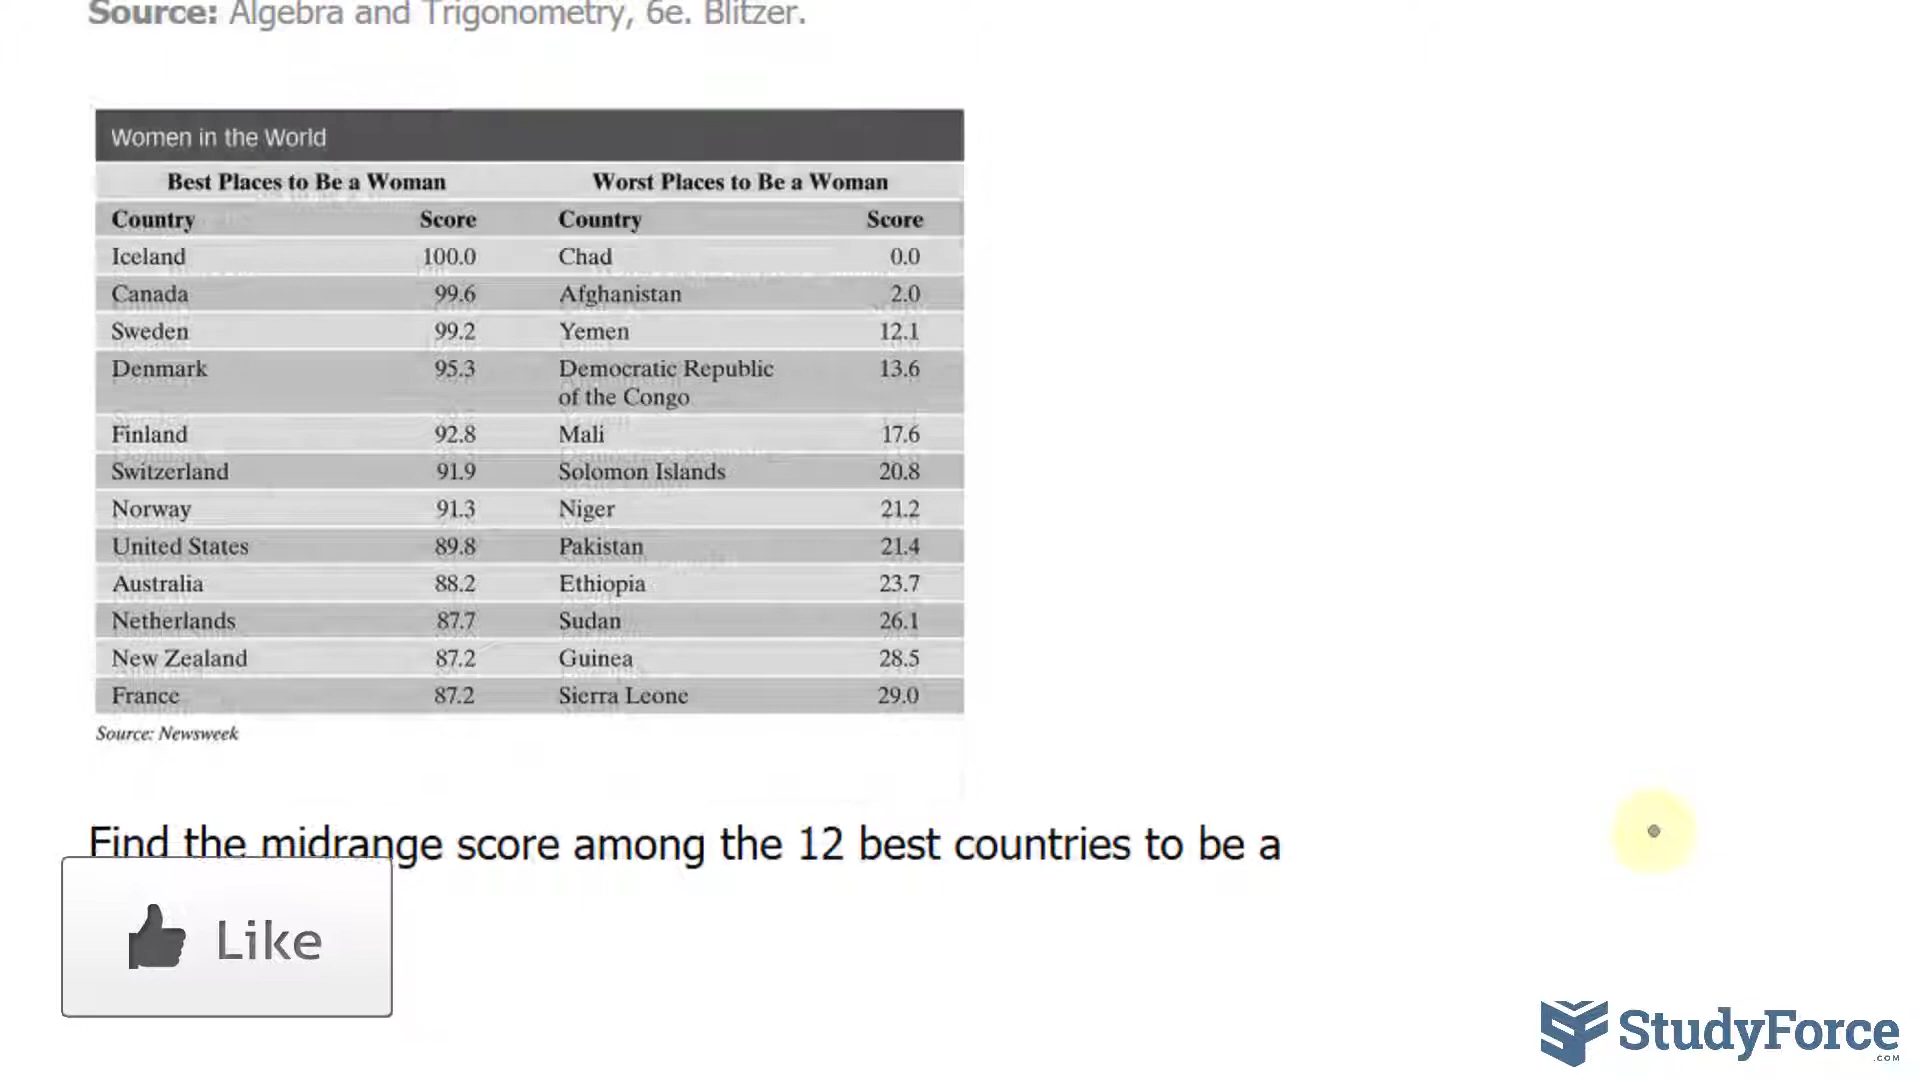 Source: Algebra and Trigonometry, 6e. Blitzer.
Women in the World
Best Places to Be a Woman Worst Places to Be a Woman
Country Score Country Score
Iceland 100.0 Chad 0.0
Canada 99.6 Afghanistan 2.0
Sweden 99.2 Yemen 12.1
Denmark 95.3 Democratic Republic 13.6
of the Congo
Finland 92.8 Mali 17.6
Switzerland 91.9 Solomon Islands 20.8
Norway 91.3 Niger 21.2
United States 89.8 Pakistan 21.4
Australia 88.2 Ethiopia 23.7
Netherlands 87.7 Sudan 26.1
New Zealand 87.2 Guinea 28.5
France 87.2 Sierra Leone 29.0
Source: Newsweek
Find the midrange score among the 12 best countries to be a
Like
StudyForce
.COM